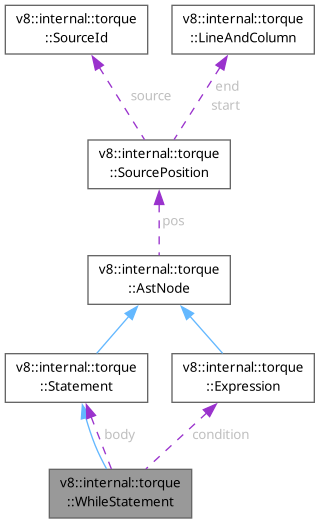 v8::internal::torque
::SourceId
v8::internal::torque
::LineAndColumn
source
end
start
v8::internal::torque
::SourcePosition
pos
v8::internal::torque
::AstNode
v8::internal::torque
::Statement
v8::internal::torque
::Expression
body
condition
v8::internal::torque
::WhileStatement